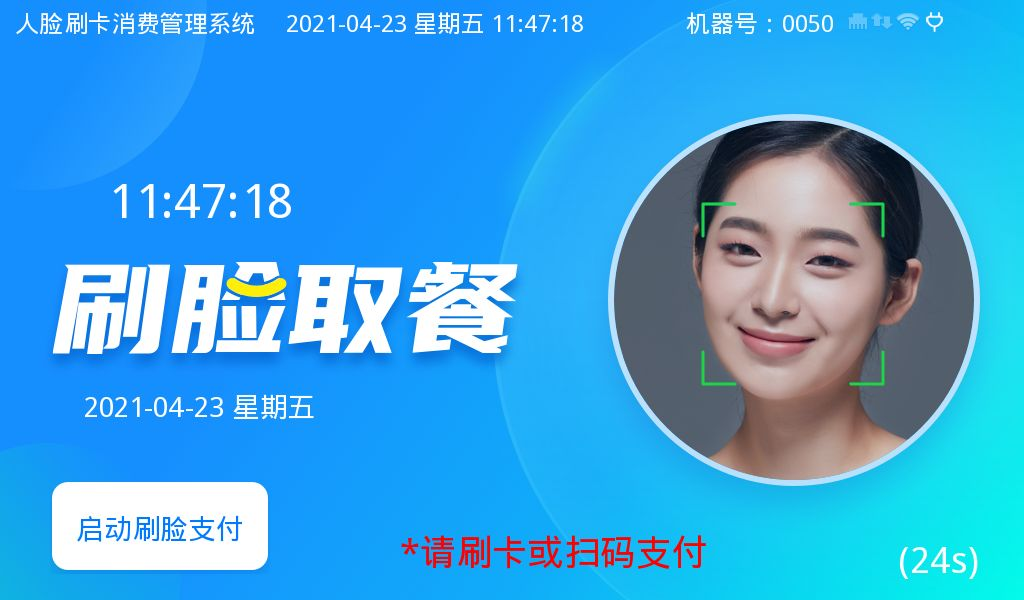 人脸刷卡消费管理系统 2021-04-23 星期五 11:47:18 机器号：0050
11:47:18
刷脸取餐
2021-04-23 星期五
启动刷脸支付
*请刷卡或扫码支付
(24s)